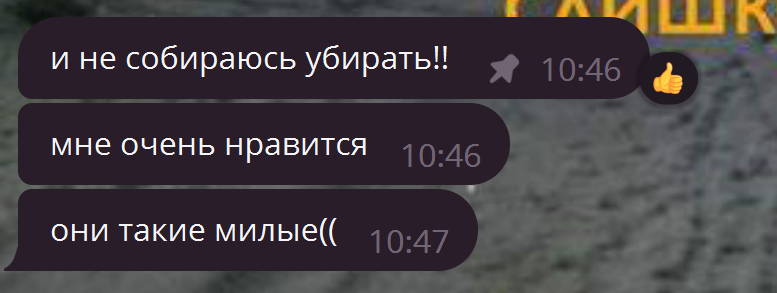 и не собираюсь убирать!! 10:46
мне очень нравится 10:46
они такие милые(( 10:47